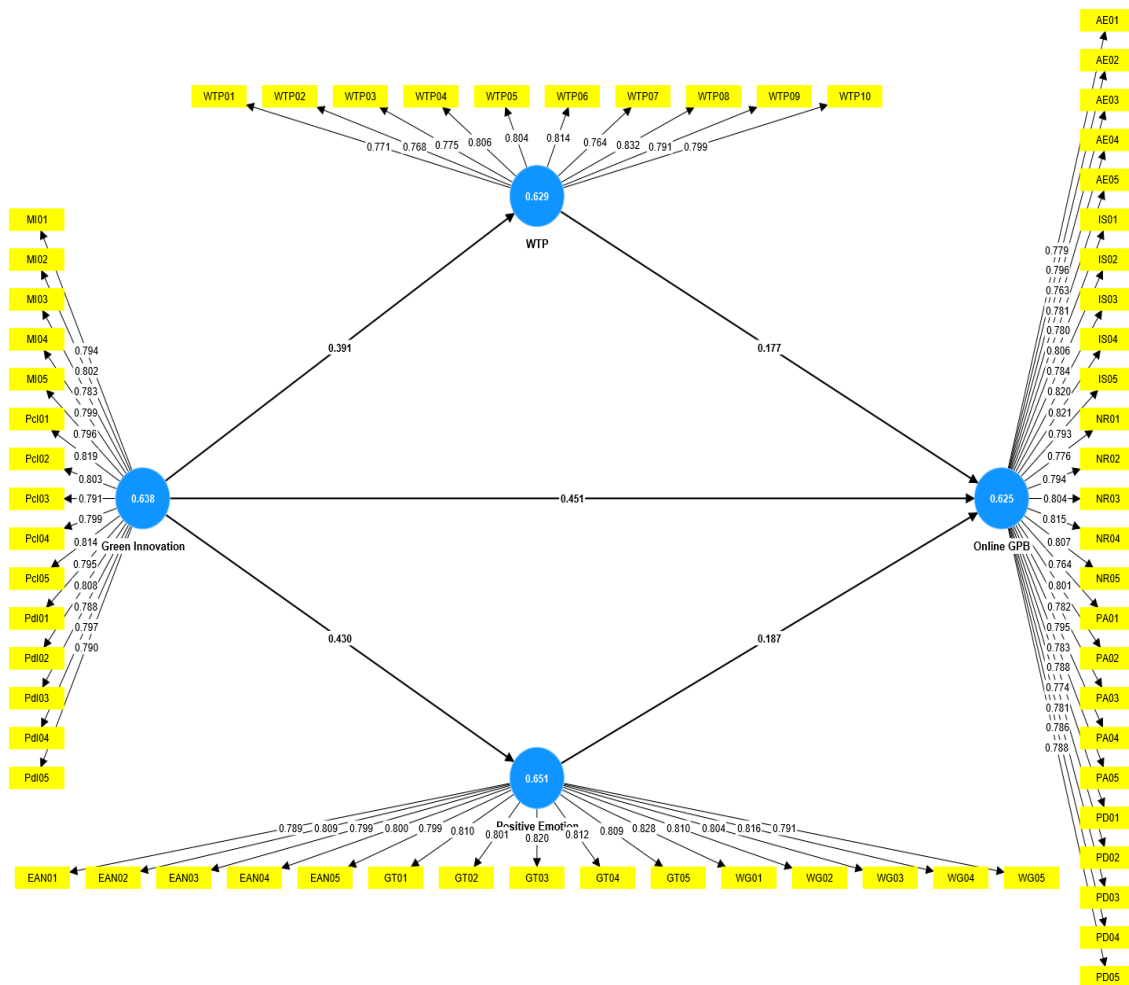 AE01
AE02
AE03
AE04
AE05
IS01
IS02
IS03
IS04
IS05
NR01
NR02
NR03
NR04
NR05
PA01
PA02
PA03
PA04
PA05
PD01
PD02
PD03
PD04
PD05
0.779
0.796
0.763
0.781
0.780
0.806
0.784
0.820
0.821
0.793
0.776
0.794
0.804
0.815
0.807
0.764
0.801
0.782
0.795
0.783
0.788
0.774
0.781
0.786
0.788
WTP01 WTP02 WTP03 WTP04 WTP05 WTP06 WTP07 WTP08 WTP09 WTP10
0.771 0.768 0.775 0.806 0.804 0.814 0.764 0.832 0.791 0.799
0.629
WTP
MI01
MI02
MI03
MI04
MI05
PcI01
PcI02
PcI03
PcI04
PcI05
PdI01
PdI02
PdI03
PdI04
PdI05
0.794
0.802
0.783
0.799
0.796
0.819
0.803
0.791
0.799
0.814
0.795
0.808
0.788
0.797
0.790
0.638
Green Innovation
0.391
0.177
0.451
0.430
0.187
0.625
Online GPB
0.651
Positive Emotion
0.789 0.809 0.799 0.800 0.799 0.810 0.801 0.820 0.812 0.809 0.828 0.810 0.804 0.816 0.791
EAN01 EAN02 EAN03 EAN04 EAN05 GT01 GT02 GT03 GT04 GT05 WG01 WG02 WG03 WG04 WG05